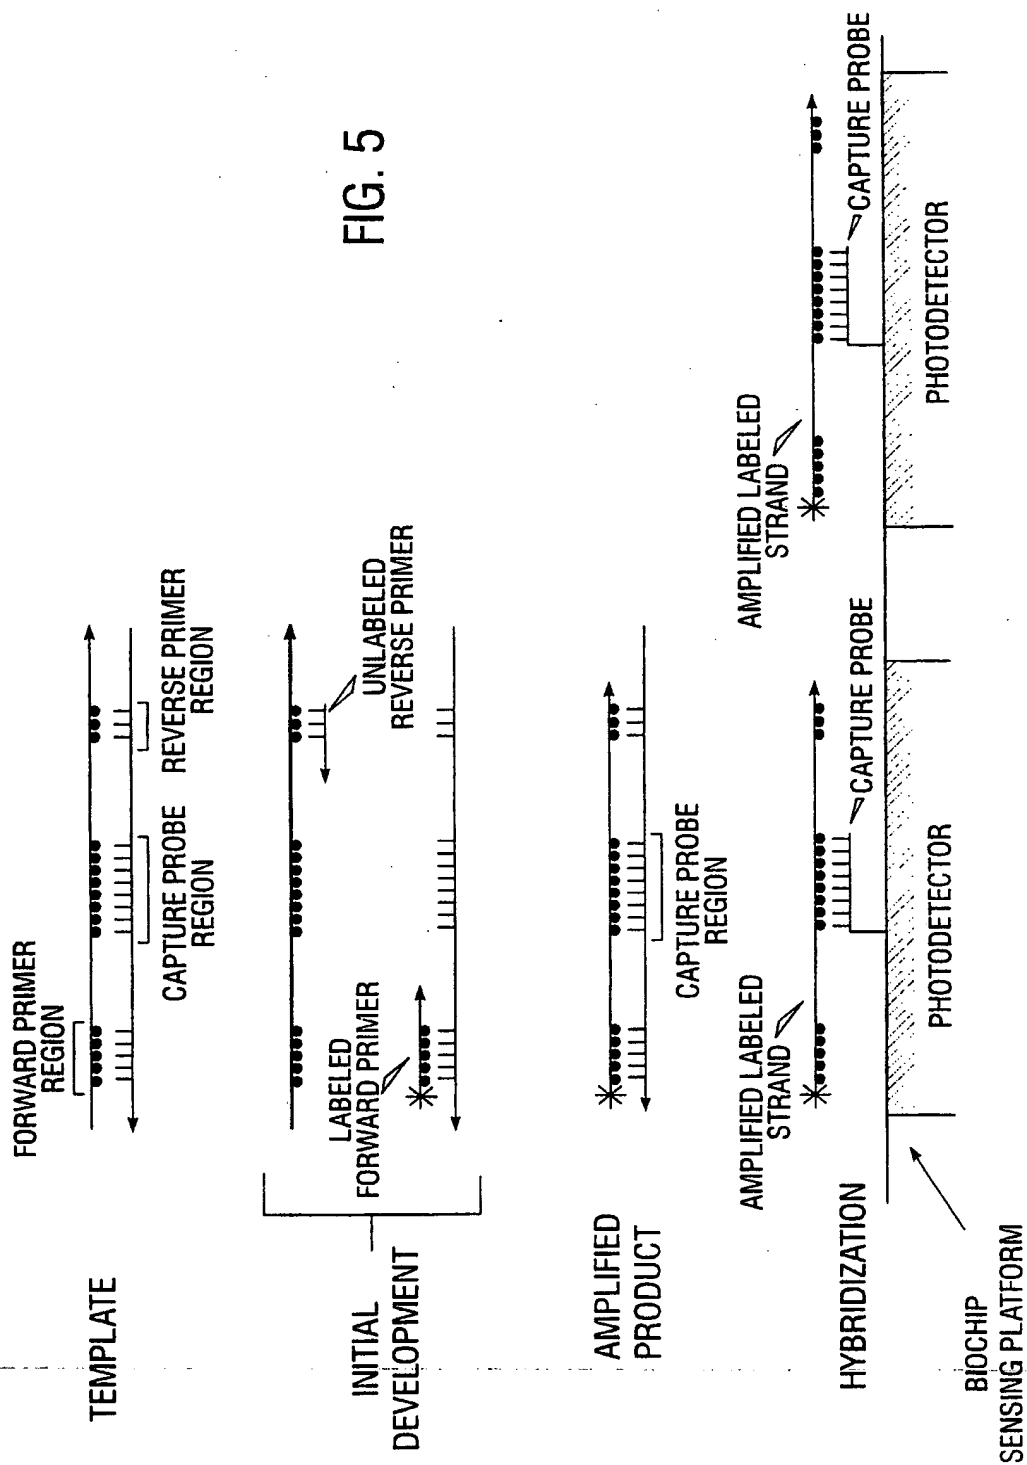 FIG. 5
TEMPLATE
FORWARD PRIMER
REGION
CAPTURE PROBE
REGION
REVERSE PRIMER
REGION
INITIAL
DEVELOPMENT
LABELED
FORWARD PRIMER
UNLABELED
REVERSE PRIMER
AMPLIFIED
PRODUCT
CAPTURE PROBE
REGION
HYBRIDIZATION
AMPLIFIED LABELED
STRAND
CAPTURE PROBE
AMPLIFIED LABELED
STRAND
CAPTURE PROBE
PHOTODETECTOR
PHOTODETECTOR
BIOCHIP
SENSING PLATFORM